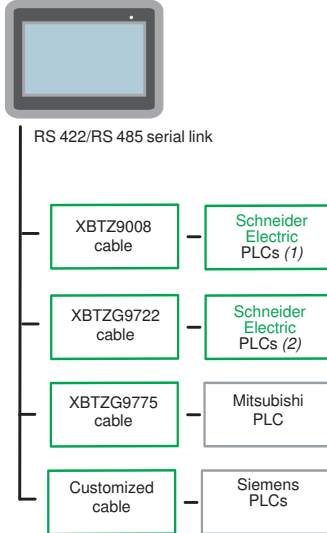 RS 422/RS 485 serial link
XBTZ9008
cable
Schneider
Electric
PLCs (1)
XBTZG9722
cable
Schneider
Electric
PLCs (2)
XBTZG9775
cable
Mitsubishi
PLC
Customized
cable
Siemens
PLCs